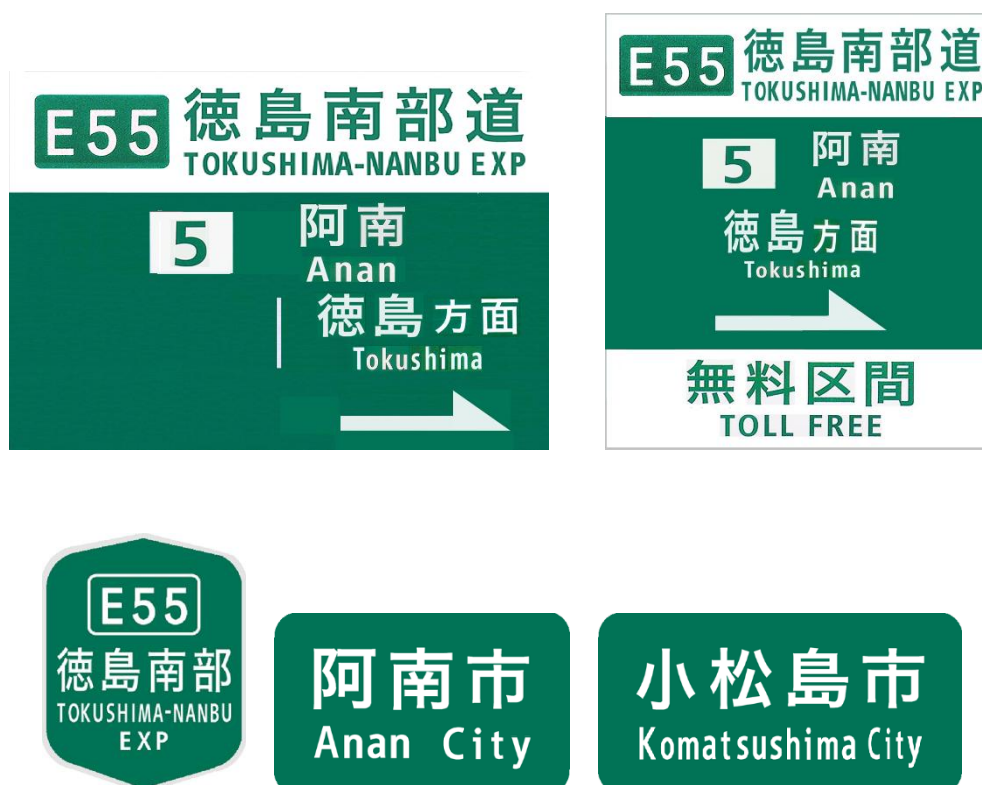 E55 徳島南部道
TOKUSHIMA-NANBU EXP
5 阿南
Anan
徳島方面
Tokushima
E55 徳島南部道
TOKUSHIMA-NANBU EXP
5 阿南
Anan
徳島方面
Tokushima
無料区間
TOLL FREE
E55
徳島南部
TOKUSHIMA-NANBU
EXP
阿南市
Anan City
小松島市
Komatsushima City